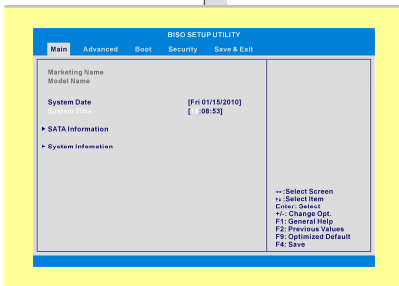 BISO SETUP UTILITY
Main Advanced Boot Security Save & Exit
Marketing Name
Model Name
System Date [Fri 01/15/2010]
System Time [ :08:53]
SATA Information
System Infomation
↔:Select Screen
↑↓:Select Item
Enter: Select
+/-: Change Opt.
F1: General Help
F2: Previous Values
F9: Optimized Default
F4: Save